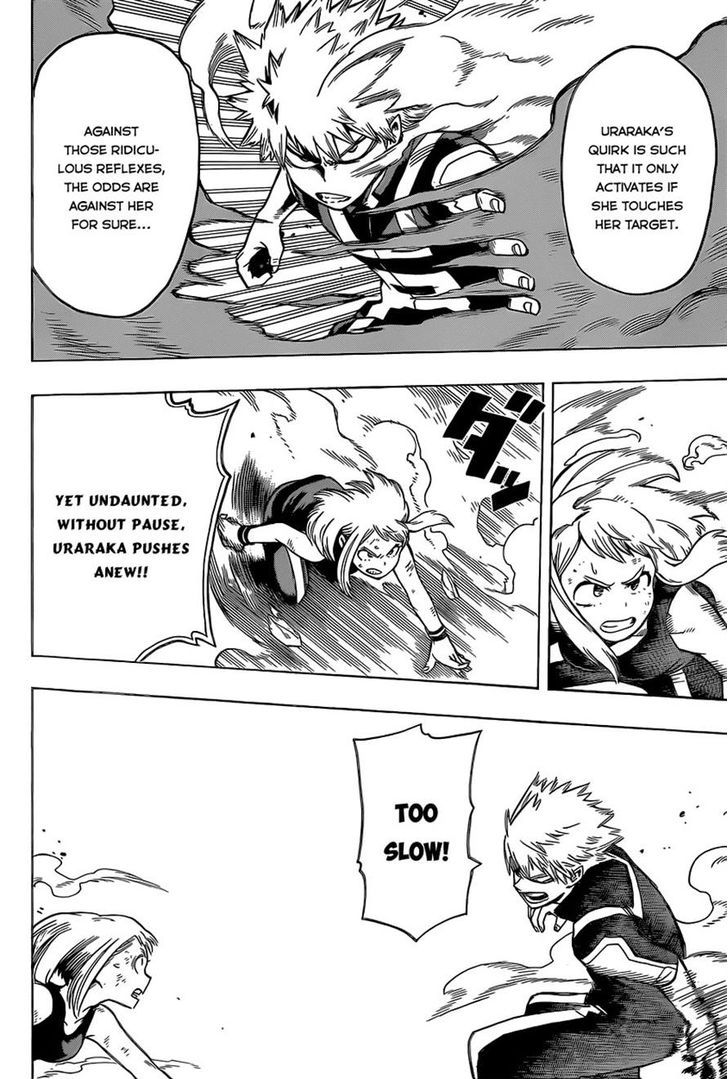 URARAKA'S
QUIRK IS SUCH
THAT IT ONLY
ACTIVATES IF
SHE TOUCHES
HER TARGET.
AGAINST
THOSE RIDICU-
LOUS REFLEXES,
THE ODDS ARE
AGAINST HER
FOR SURE...
ダッ
YET UNDAUNTED,
WITHOUT PAUSE,
URARAKA PUSHES
ANEW!!
TOO
SLOW!